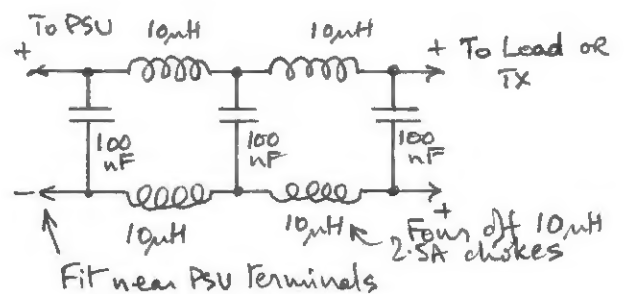 To PSU
10µH
10µH
+
+ To Load or
TX
100
nF
100
nF
100
nF
-
+
10µH
10µH
Four off 10µH
2.5A chokes
Fit near PSU terminals